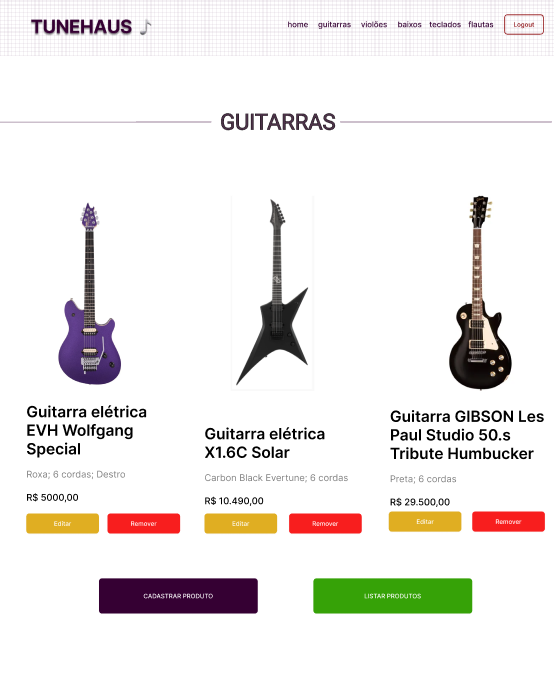 TUNEHAUS
home guitarras violões baixos teclados flautas Logout
GUITARRAS
Guitarra elétrica
EVH Wolfgang
Special
Roxa; 6 cordas; Destro
R$ 5000,00
Editar Remover
Guitarra elétrica
X1.6C Solar
Carbon Black Evertune; 6 cordas
R$ 10.490,00
Editar Remover
Guitarra GIBSON Les
Paul Studio 50.s
Tribute Humbucker
Preta; 6 cordas
R$ 29.500,00
Editar Remover
CADASTRAR PRODUTO LISTAR PRODUTOS